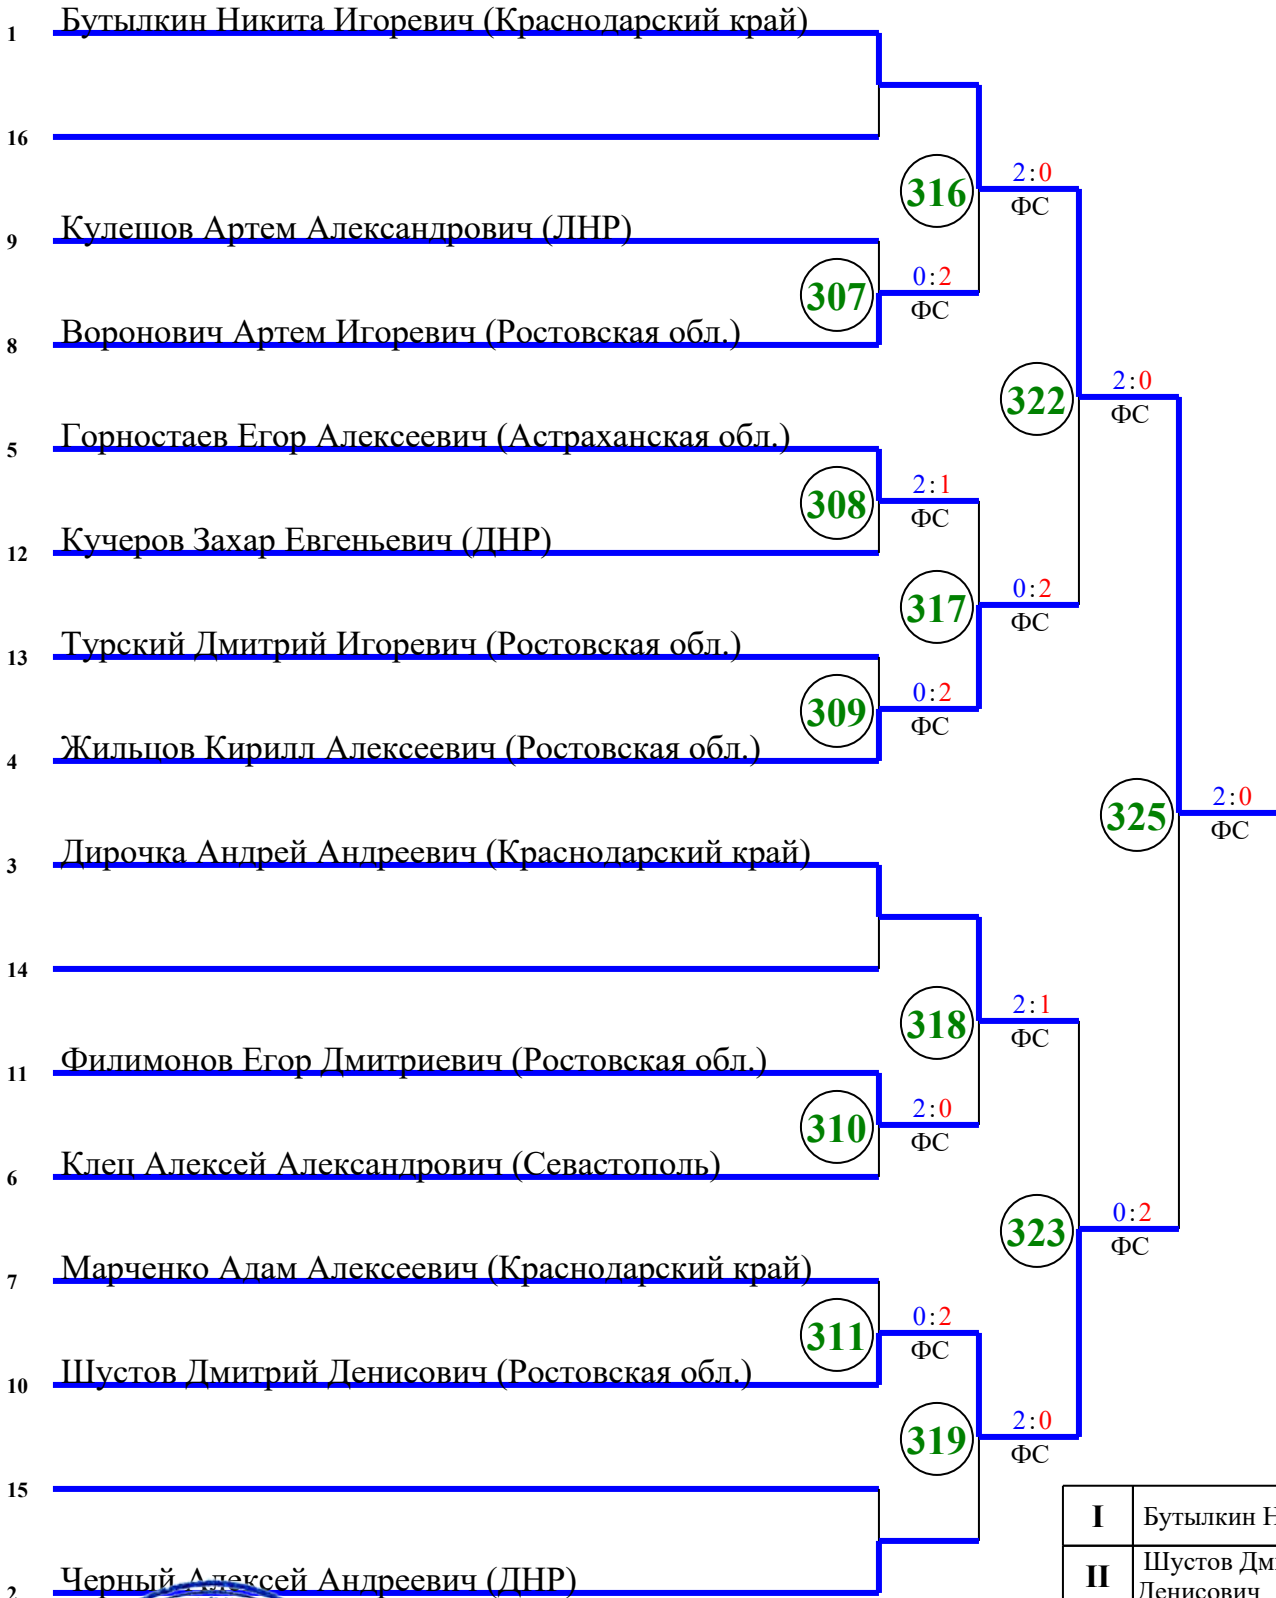 1 Бутылкин Никита Игоревич (Краснодарский край)
16
316 2:0
ФС
9 Кулешов Артем Александрович (ЛНР)
307 0:2
ФС
8 Воронович Артем Игоревич (Ростовская обл.)
322 2:0
ФС
5 Горностаев Егор Алексеевич (Астраханская обл.)
308 2:1
ФС
12 Кучеров Захар Евгеньевич (ДНР)
317 0:2
ФС
13 Турский Дмитрий Игоревич (Ростовская обл.)
309 0:2
ФС
4 Жильцов Кирилл Алексеевич (Ростовская обл.)
325 2:0
ФС
3 Дирочка Андрей Андреевич (Краснодарский край)
14
318 2:1
ФС
11 Филимонов Егор Дмитриевич (Ростовская обл.)
310 2:0
ФС
6 Клец Алексей Александрович (Севастополь)
323 0:2
ФС
7 Марченко Адам Алексеевич (Краснодарский край)
311 0:2
ФС
10 Шустов Дмитрий Денисович (Ростовская обл.)
319 2:0
ФС
15
I Бутылкин Н
2 Черный Алексей Андреевич (ДНР)
II Шустов Дм
Денисович